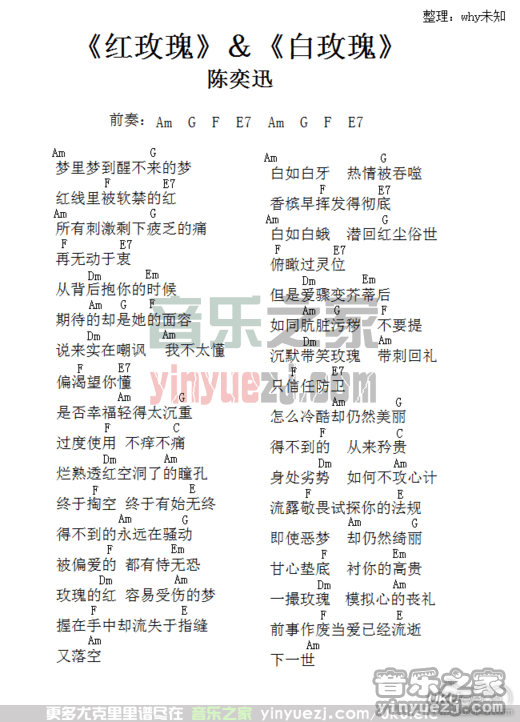 整理：why未知
《红玫瑰》&《白玫瑰》
陈奕迅
前奏：Am G F E7 Am G F E7
Am G
梦里梦到醒不来的梦
F E7
红线里被软禁的红
Am G
所有刺激剩下疲乏的痛
F E7
再无动于衷
Dm Em
从背后抱你的时候
Am G F
期待的却是她的面容
Dm Am
说来实在嘲讽 我不太懂
F E7
偏渴望你懂
Am G
是否幸福轻得太沉重
F C
过度使用 不痒不痛
Dm Am
烂熟透红空洞了的瞳孔
F E
终于掏空 终于有始无终
Am G
得不到的永远在骚动
F Em
被偏爱的 都有恃无恐
Dm Am
玫瑰的红 容易受伤的梦
F E
握在手中却流失于指缝
Am
又落空
Am G
白如白牙 热情被吞噬
F E7
香槟早挥发得彻底
Am G
白如白蛾 潜回红尘俗世
F E7
俯瞰过灵位
Dm Em
但是爱骤变芥蒂后
Am G F
如同肮脏污秽 不要提
Dm Am
沉默带笑玫瑰 带刺回礼
F E7
只信任防卫
Am G
怎么冷酷却仍然美丽
F C
得不到的 从来矜贵
Dm Am
身处劣势 如何不攻心计
F E
流露敬畏试探你的法规
Am G
即使恶梦 却仍然绮丽
F Em
甘心垫底 衬你的高贵
Dm Am
一撮玫瑰 模拟心的丧礼
F E
前事作废当爱已经流逝
Am
下一世
音乐之家
yinyuezj.com
音乐之家
yinyuezj.com
更多尤克里里谱尽在 音乐之家 yinyuezj.com